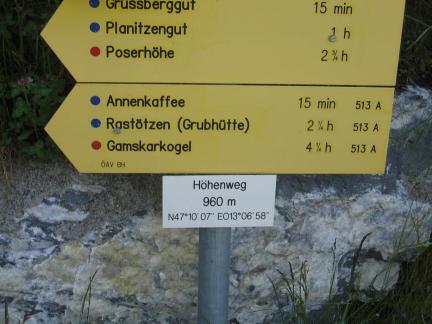 Grussberggut 15 min
Planitzengut 1 h
Poserhöhe 2 ¾ h
Annenkaffee 15 min 513 A
Rastötzen (Grubhütte) 2 ¼ h 513 A
Gamskarkogel 4 ¼ h 513 A
ÖAV BH
Höhenweg
960 m
N47°10'07" EO13°06'58"